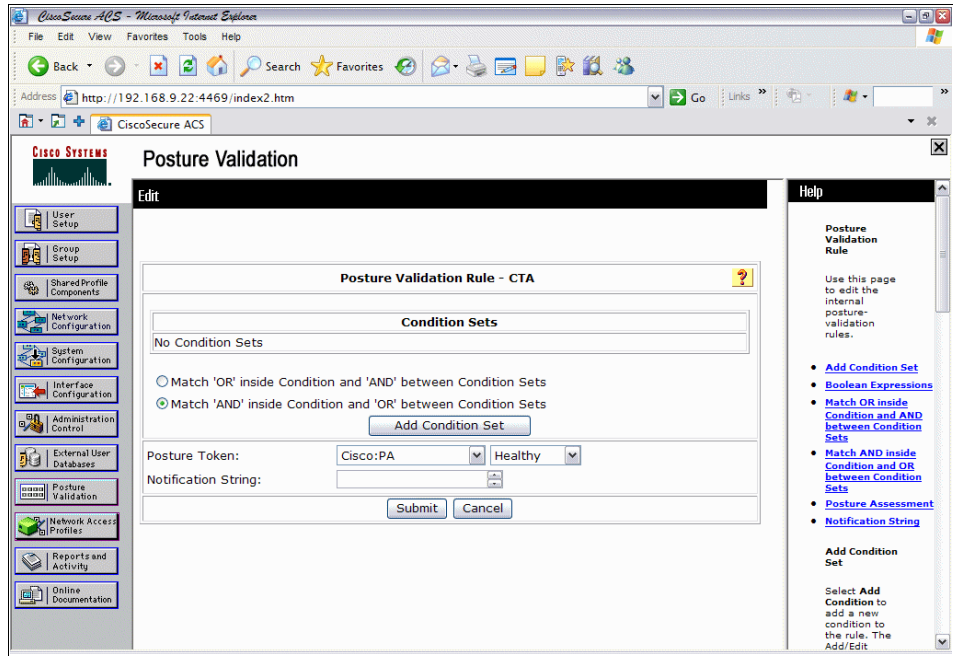 CiscoSecure ACS - Microsoft Internet Explorer
File Edit View Favorites Tools Help
Back Search Favorites
Address http://192.168.9.22:4469/index2.htm Go Links »
CiscoSecure ACS
CISCO SYSTEMS
Posture Validation
Edit
User
Setup
Group
Setup
Shared Profile
Components
Network
Configuration
System
Configuration
Interface
Configuration
Administration
Control
External User
Databases
Posture
Validation
Network Access
Profiles
Reports and
Activity
Online
Documentation
Posture Validation Rule - CTA
Condition Sets
No Condition Sets
Match 'OR' inside Condition and 'AND' between Condition Sets
Match 'AND' inside Condition and 'OR' between Condition Sets
Add Condition Set
Posture Token: Cisco:PA Healthy
Notification String:
Submit Cancel
Help
Posture
Validation
Rule
Use this page
to edit the
internal
posture-
validation
rules.
Add Condition Set
Boolean Expressions
Match OR inside
Condition and AND
between Condition
Sets
Match AND inside
Condition and OR
between Condition
Sets
Posture Assessment
Notification String
Add Condition
Set
Select Add
Condition to
add a new
condition to
the rule. The
Add/Edit